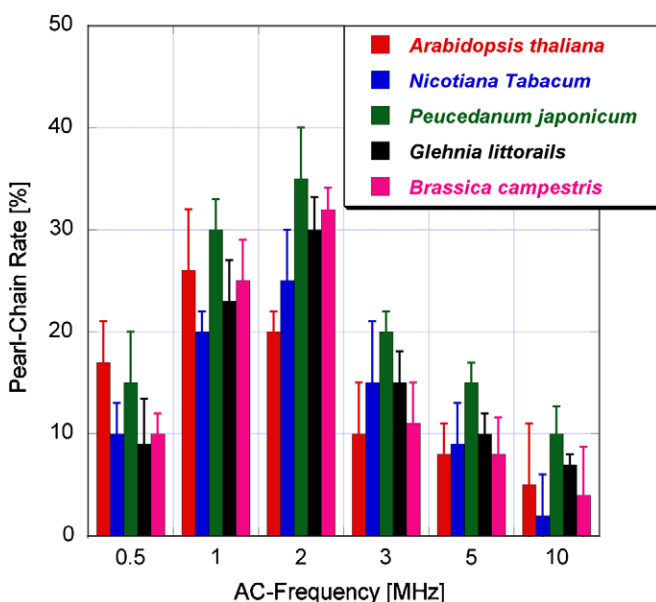 50
40
30
20
10
0
Pearl-Chain Rate [%]
Arabidopsis thaliana
Nicotiana Tabacum
Peucedanum japonicum
Glehnia littorails
Brassica campestris
0.5 1 2 3 5 10
AC-Frequency [MHz]